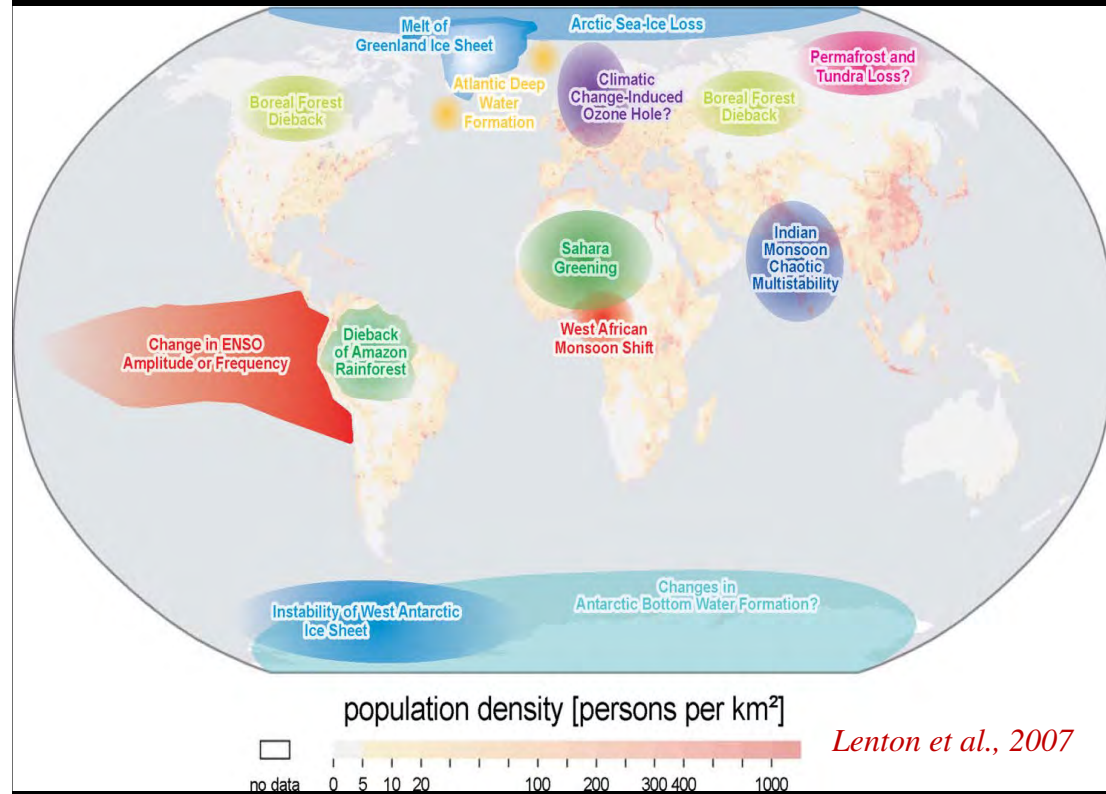 Melt of
Greenland Ice Sheet
Arctic Sea-Ice Loss
Atlantic Deep
Water
Formation
Climatic
Change-Induced
Ozone Hole?
Permafrost and
Tundra Loss?
Boreal Forest
Dieback
Boreal Forest
Dieback
Sahara
Greening
Indian
Monsoon
Chaotic
Multistability
West African
Monsoon Shift
Change in ENSO
Amplitude or Frequency
Dieback
of Amazon
Rainforest
Instability of West Antarctic
Ice Sheet
Changes in
Antarctic Bottom Water Formation?
population density [persons per km²]
no data 0 5 10 20 100 200 300 400 1000
Lenton et al., 2007